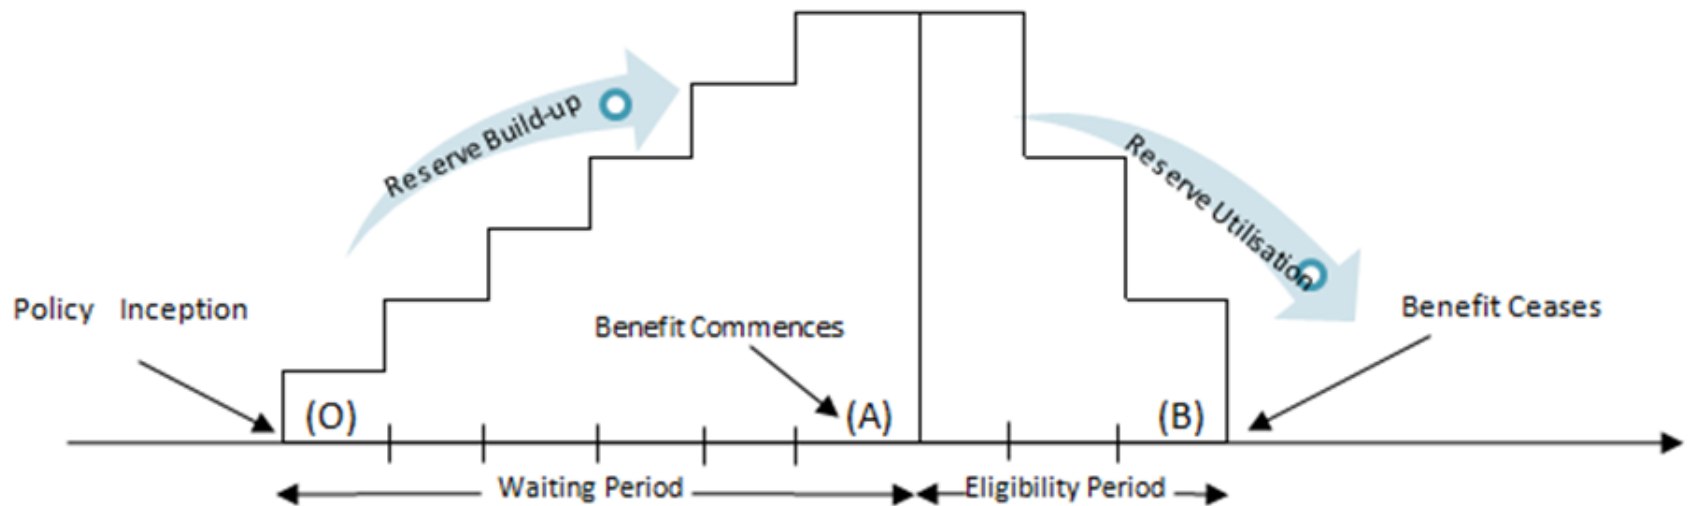 Reserve Build-up
Reserve Utilisation
Policy Inception
Benefit Commences
Benefit Ceases
(O)
(A)
(B)
Waiting Period
Eligibility Period